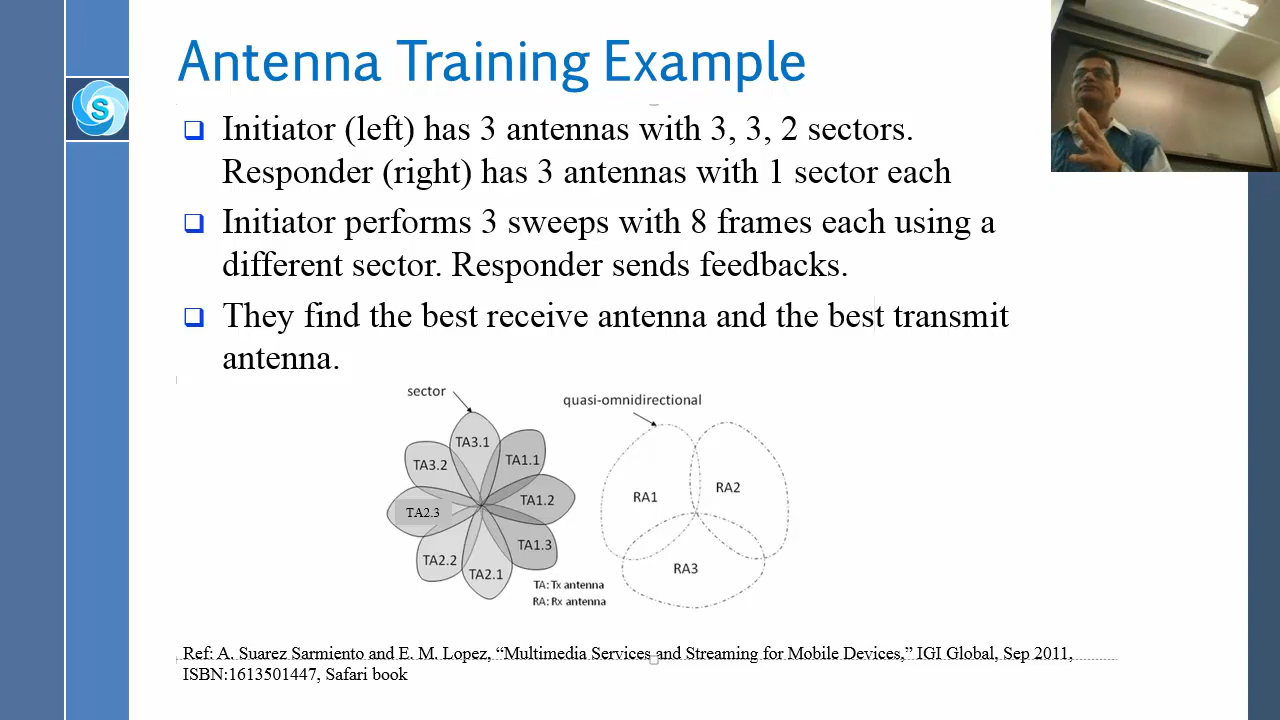 Antenna Training Example
S
❑ Initiator (left) has 3 antennas with 3, 3, 2 sectors.
Responder (right) has 3 antennas with 1 sector each
❑ Initiator performs 3 sweeps with 8 frames each using a
different sector. Responder sends feedbacks.
❑ They find the best receive antenna and the best transmit
antenna.
sector
quasi-omnidirectional
TA3.1
TA3.2
TA1.1
TA2.3
TA1.2
TA2.2
TA1.3
TA2.1
RA1
RA2
RA3
TA: Tx antenna
RA: Rx antenna
Ref: A. Suarez Sarmiento and E. M. Lopez, “Multimedia Services and Streaming for Mobile Devices,” IGI Global, Sep 2011,
ISBN:1613501447, Safari book